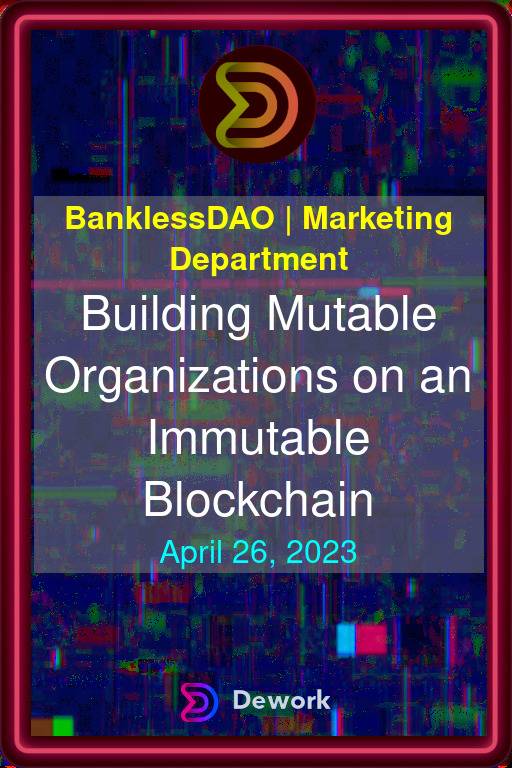 BanklessDAO | Marketing
Department
Building Mutable
Organizations on an
Immutable
Blockchain
April 26, 2023
Dework